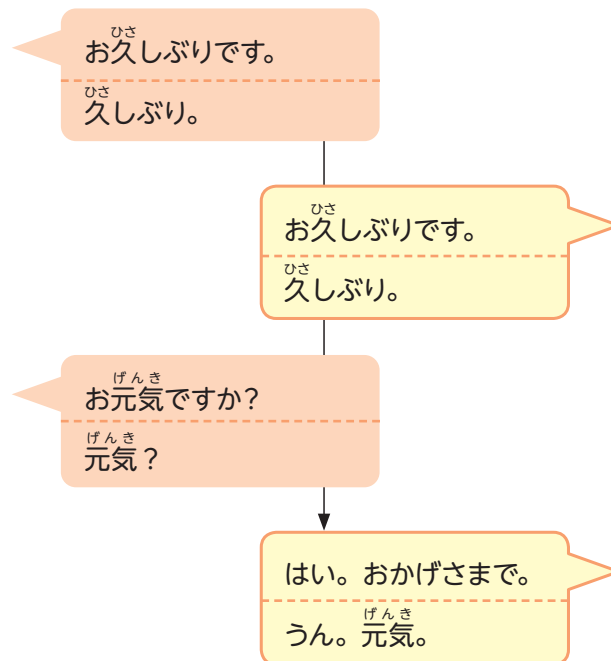 お久しぶりです。
久しぶり。
お久しぶりです。
久しぶり。
お元気ですか？
元気？
はい。おかげさまで。
うん。元気。